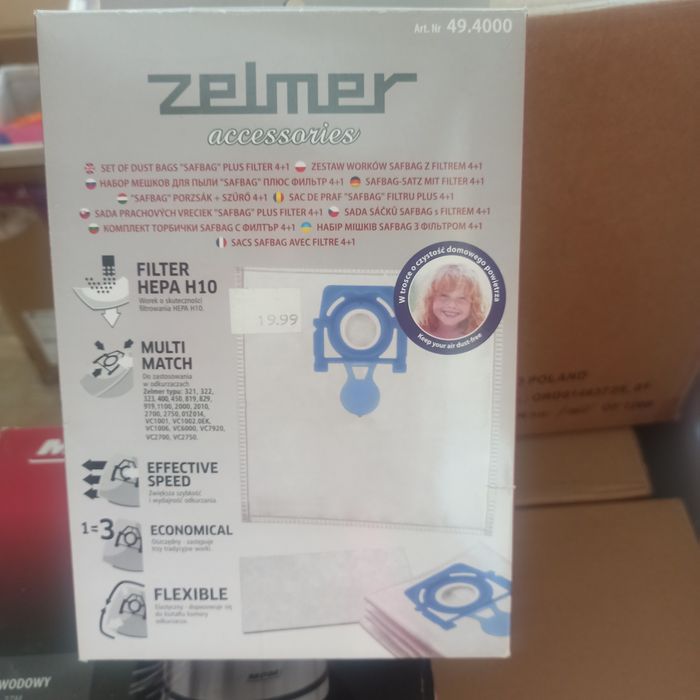 Art. Nr 49.4000
zelmer
accessories
SET OF DUST BAGS "SAFBAG" PLUS FILTER 4+1 ZESTAW WORKÓW SAFBAG Z FILTREM 4+1
НАБОР МЕШКОВ ДЛЯ ПЫЛИ "SAFBAG" ПЛЮС ФИЛЬТР 4+1 SAFBAG-SATZ MIT FILTER 4+1
"SAFBAG" PORZSÁK + SZŰRŐ 4+1 SAC DE PRAF "SAFBAG" FILTRU PLUS 4+1
SADA PRACHOVÝCH VRECIEK "SAFBAG" PLUS FILTER 4+1 SADA SÁČKŮ SAFBAG s FILTREM 4+1
КОМПЛЕКТ ТОРБИЧКИ SAFBAG С ФИЛТЪР 4+1 НАБІР МІШКІВ SAFBAG З ФІЛЬТРОМ 4+1
SACS SAFBAG AVEC FILTRE 4+1
W trosce o czystość domowego powietrza
Keep your air dust-free
FILTER
HEPA H10
Worek o skuteczności
filtrowania HEPA H10.
19.99
MULTI
MATCH
Do zastosowania
w odkurzaczach
Zelmer typu: 321, 322,
323, 400, 450, 819, 829,
919, 1100, 2000, 2010,
2700, 2750, 01Z014,
VC1001, VC1002.0EK,
VC1006, VC6000, VC7920,
VC2700, VC2750.
EFFECTIVE
SPEED
Zwiększa szybkość
i wydajność odkurzania.
1=3
ECONOMICAL
Oszczędny - zastępuje
trzy tradycyjne worki.
FLEXIBLE
Elastyczny - dopasowuje się
do kształtu komory
odkurzacza.
POLAND
WODOWY